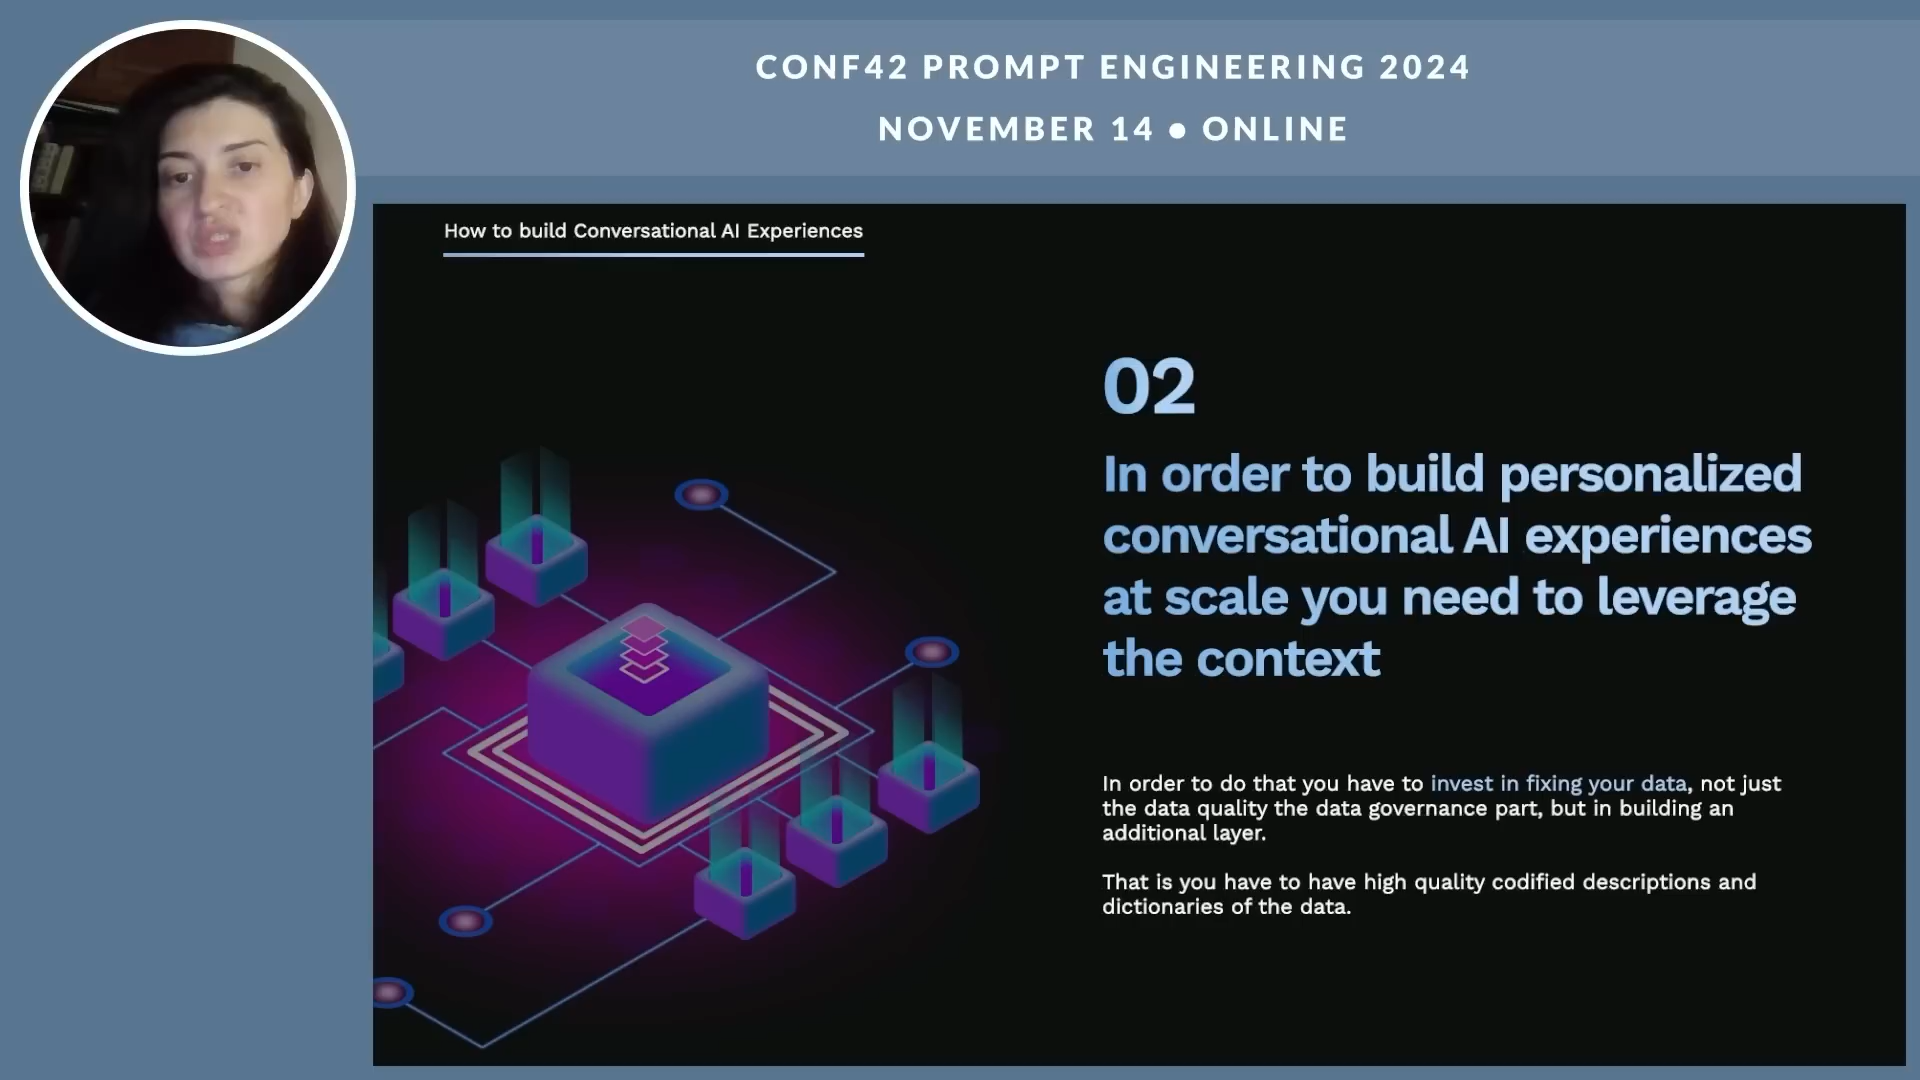 CONF42 PROMPT ENGINEERING 2024
NOVEMBER 14 ● ONLINE
How to build Conversational AI Experiences
02
In order to build personalized
conversational AI experiences
at scale you need to leverage
the context
In order to do that you have to invest in fixing your data, not just
the data quality the data governance part, but in building an
additional layer.
That is you have to have high quality codified descriptions and
dictionaries of the data.